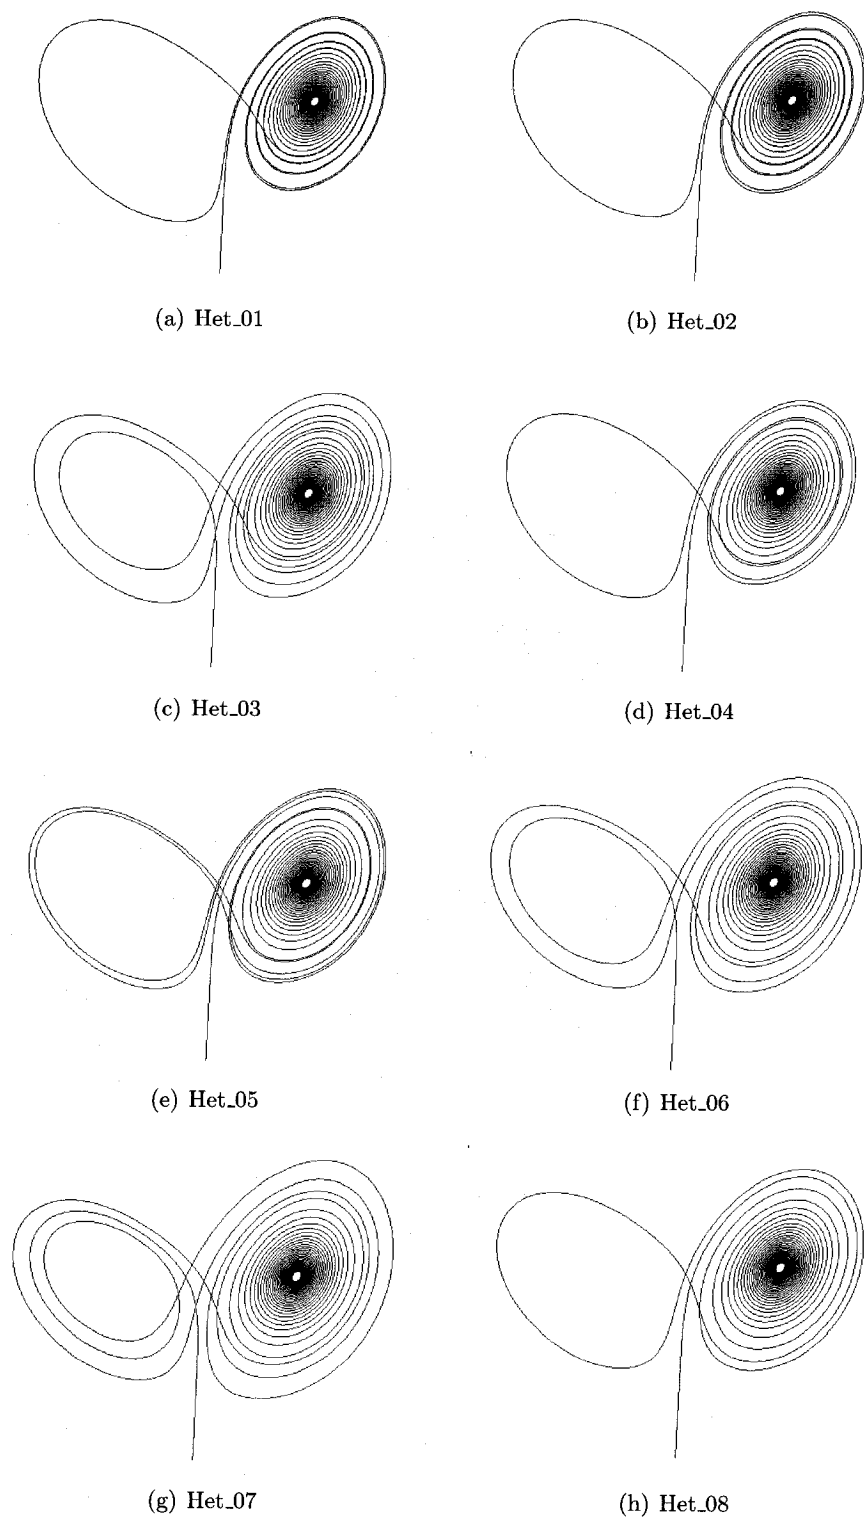 (a) Het_01
(b) Het_02
(c) Het_03
(d) Het_04
(e) Het_05
(f) Het_06
(g) Het_07
(h) Het_08